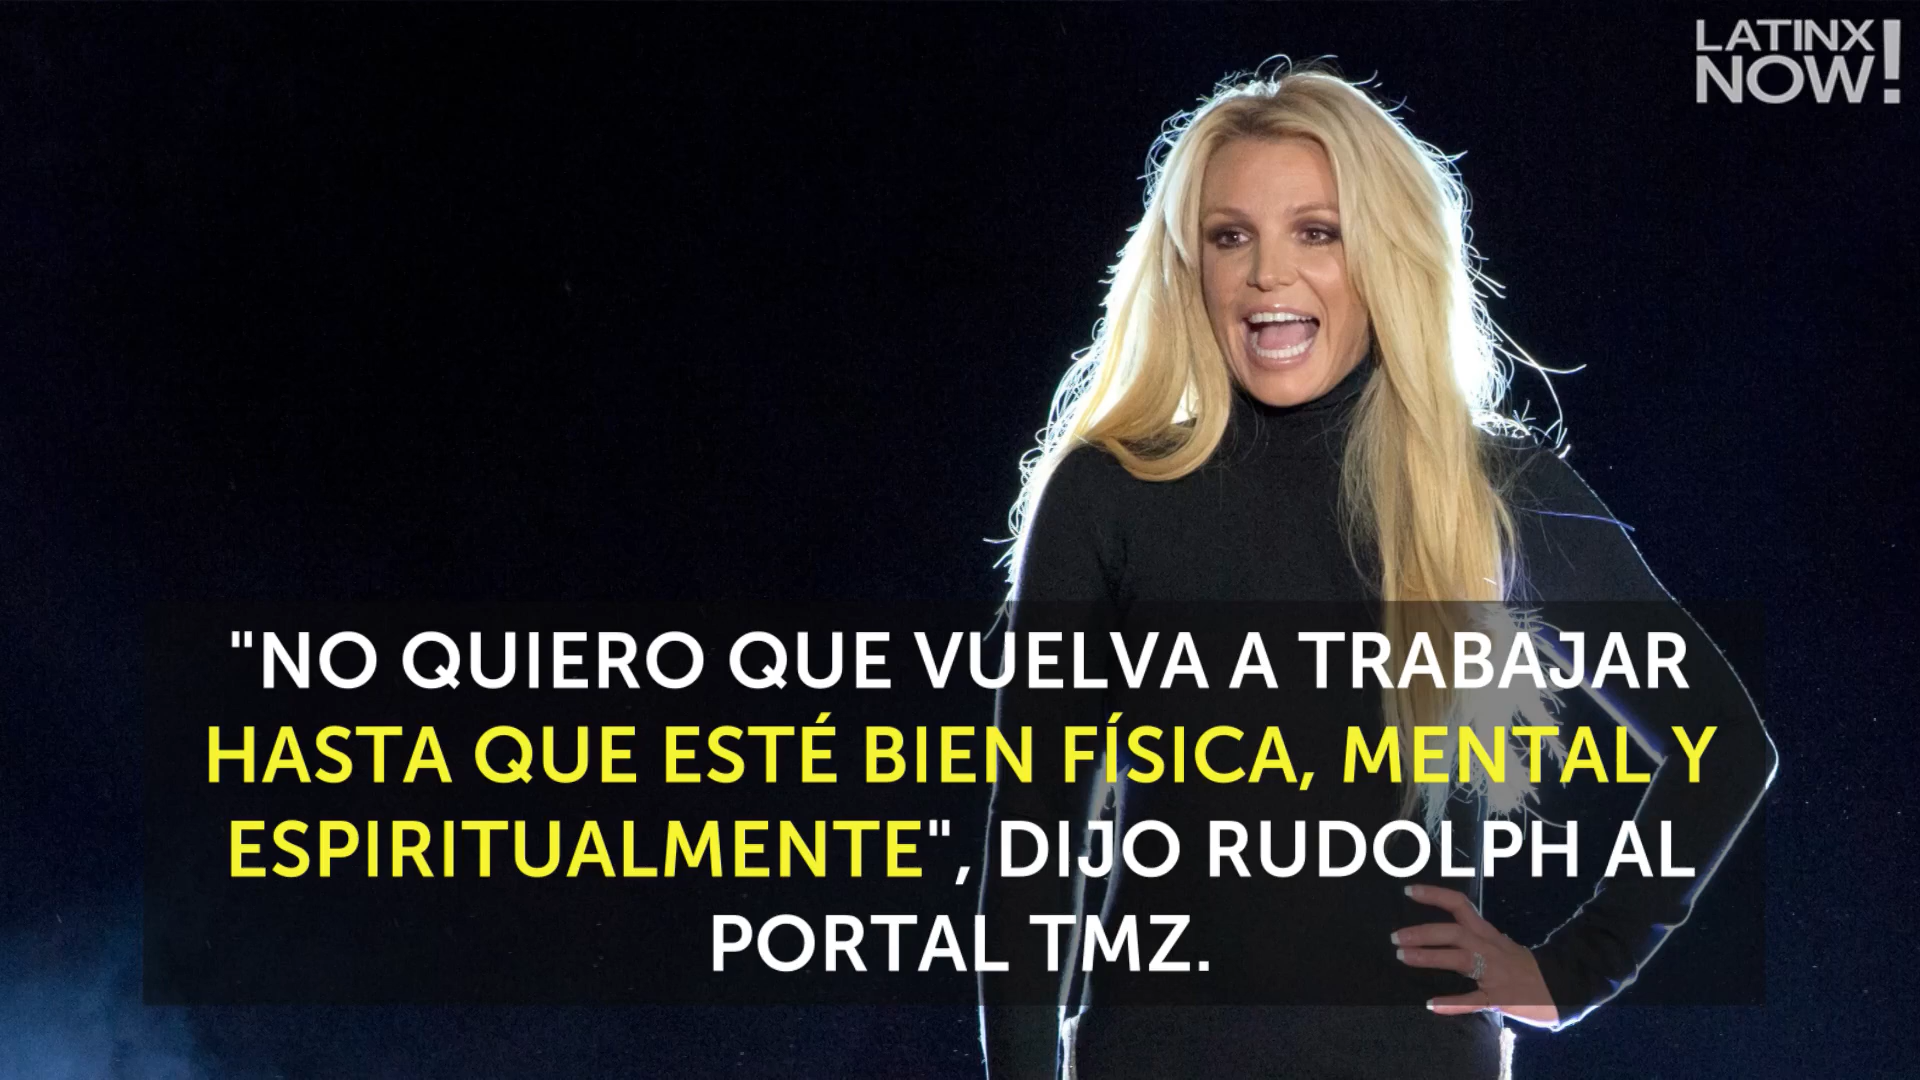 LATINX
NOW!
"NO QUIERO QUE VUELVA A TRABAJAR
HASTA QUE ESTÉ BIEN FÍSICA, MENTAL Y
ESPIRITUALMENTE", DIJO RUDOLPH AL
PORTAL TMZ.